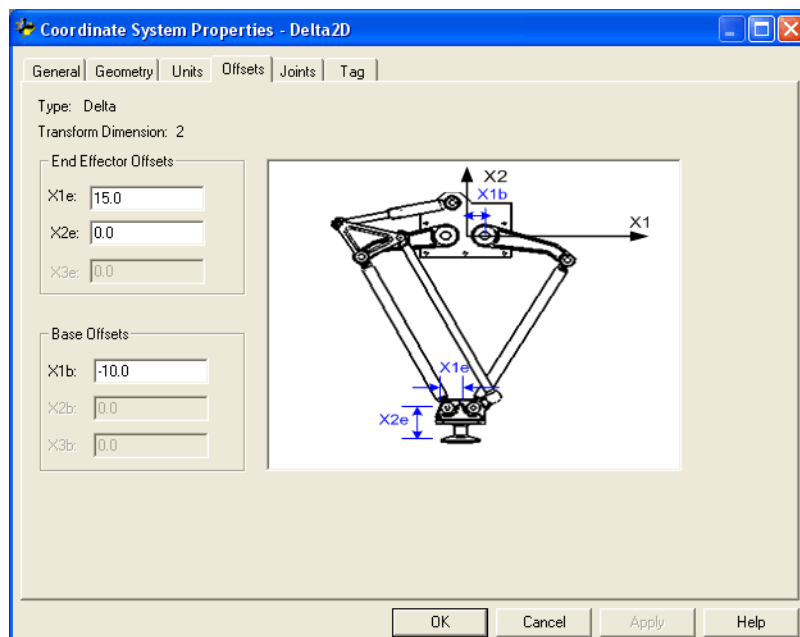 Coordinate System Properties - Delta2D
General Geometry Units Offsets Joints Tag
Type: Delta
Transform Dimension: 2
End Effector Offsets
X1e: 15.0
X2e: 0.0
X3e: 0.0
Base Offsets
X1b: -10.0
X2b: 0.0
X3b: 0.0
X2
X1b
X1
X1e
X2e
OK Cancel Apply Help